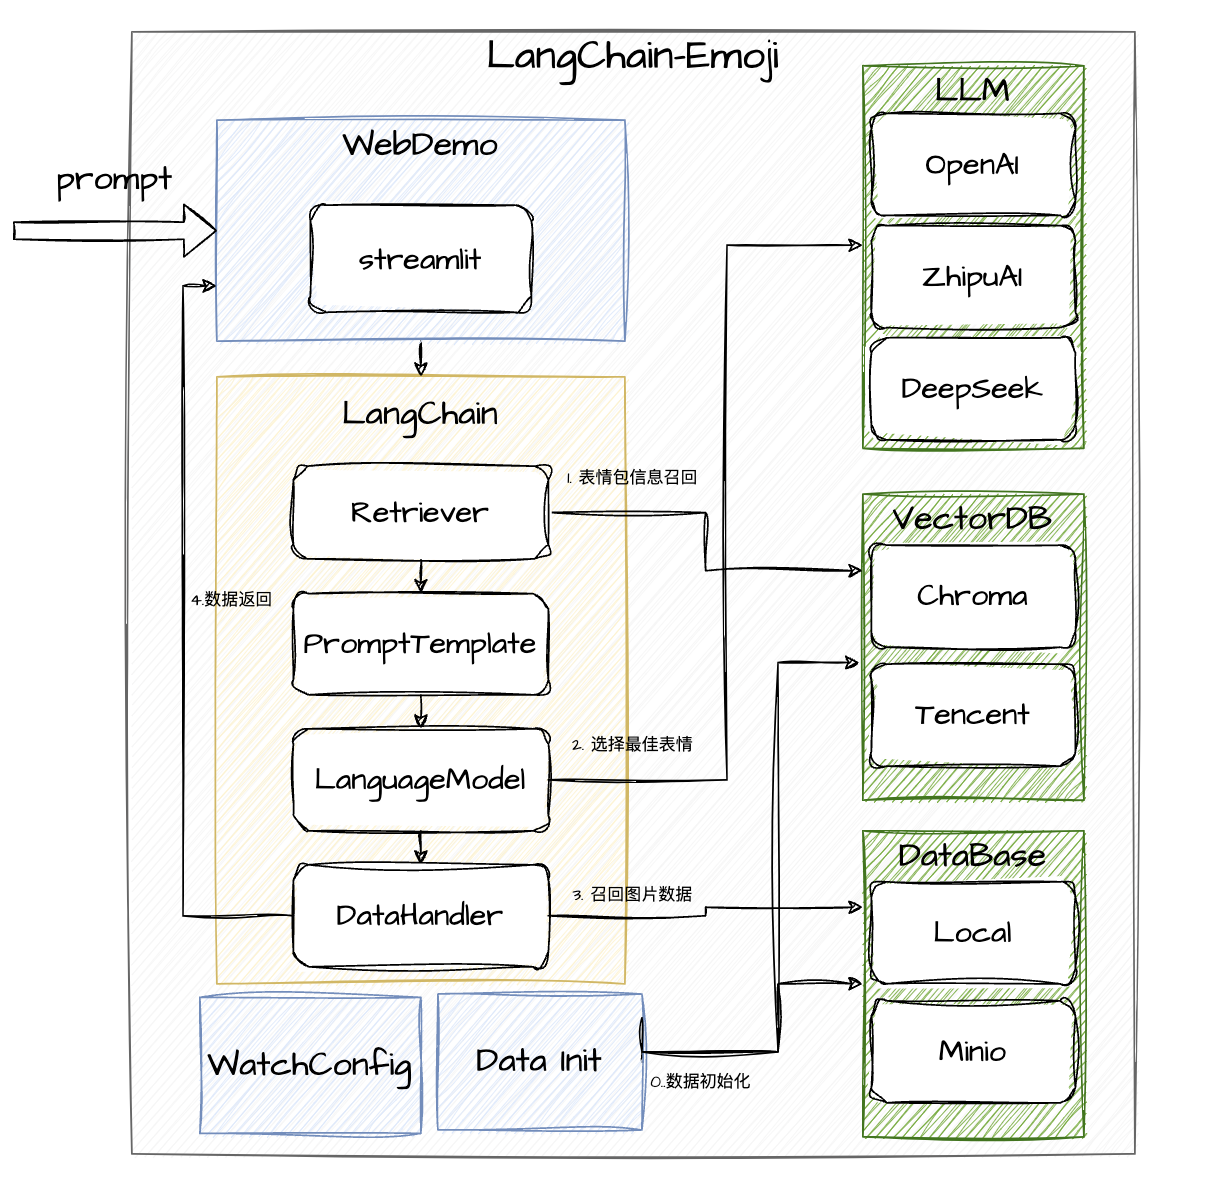 LangChain-Emoji
prompt
WebDemo
streamlit
LangChain
Retriever
PromptTemplate
LanguageModel
DataHandler
1. 表情包信息召回
2. 选择最佳表情
3. 召回图片数据
4.数据返回
WatchConfig
Data Init
0..数据初始化
LLM
OpenAI
ZhipuAI
DeepSeek
VectorDB
Chroma
Tencent
DataBase
Local
Minio